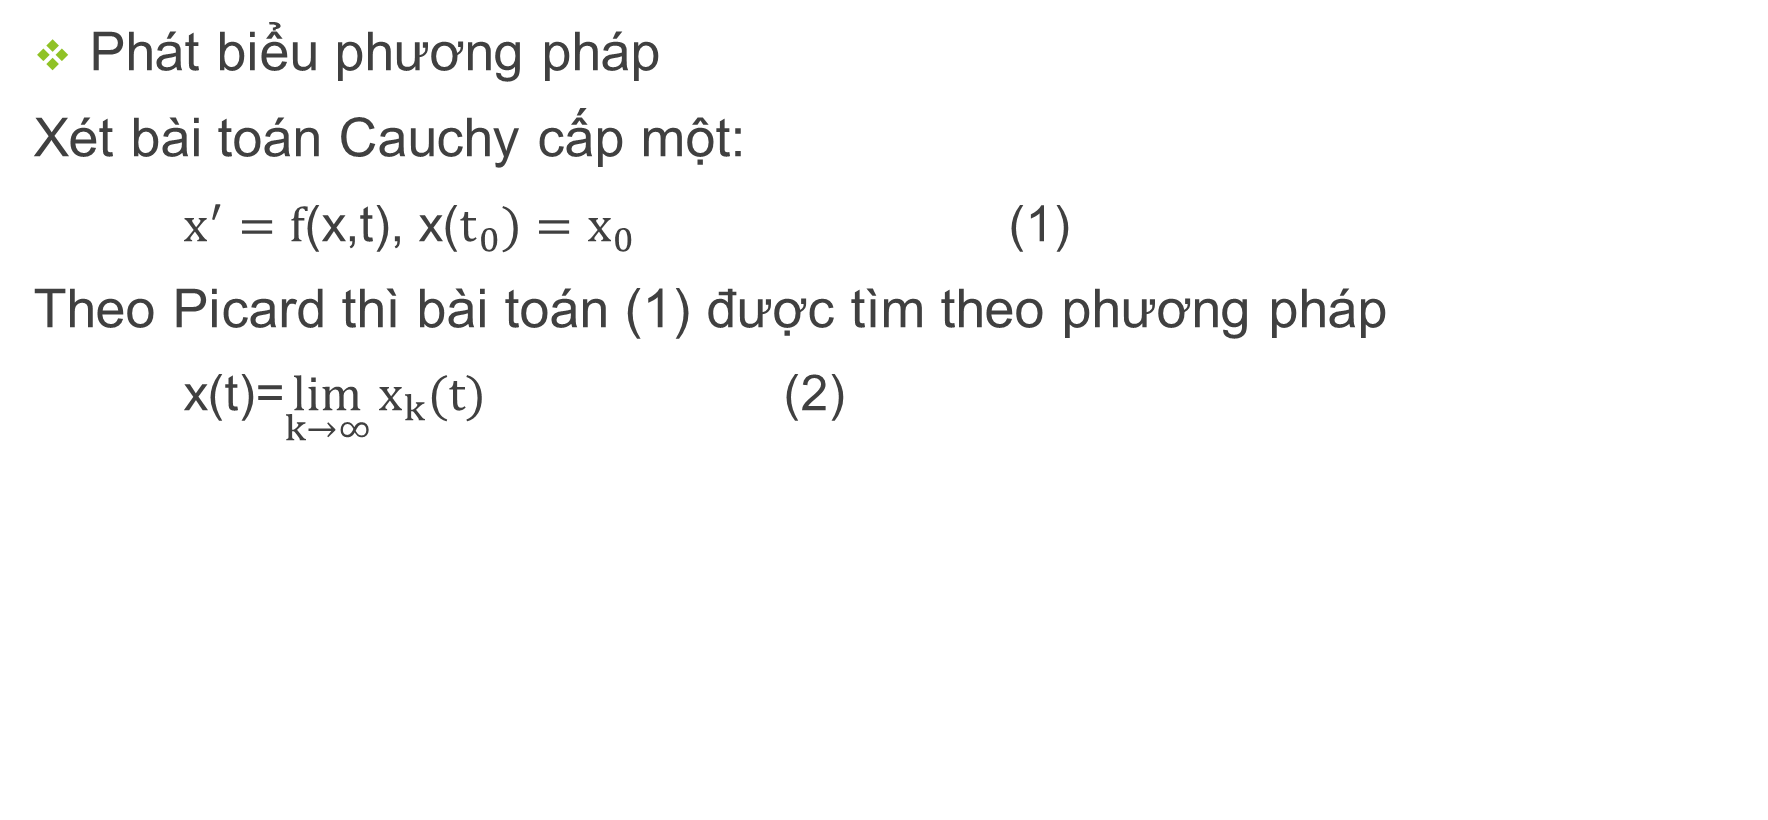 ❖ Phát biểu phương pháp
Xét bài toán Cauchy cấp một:
x′ = f(x,t), x(t₀) = x₀ (1)
Theo Picard thì bài toán (1) được tìm theo phương pháp
x(t)= lim_{k→∞} x_k(t) (2)